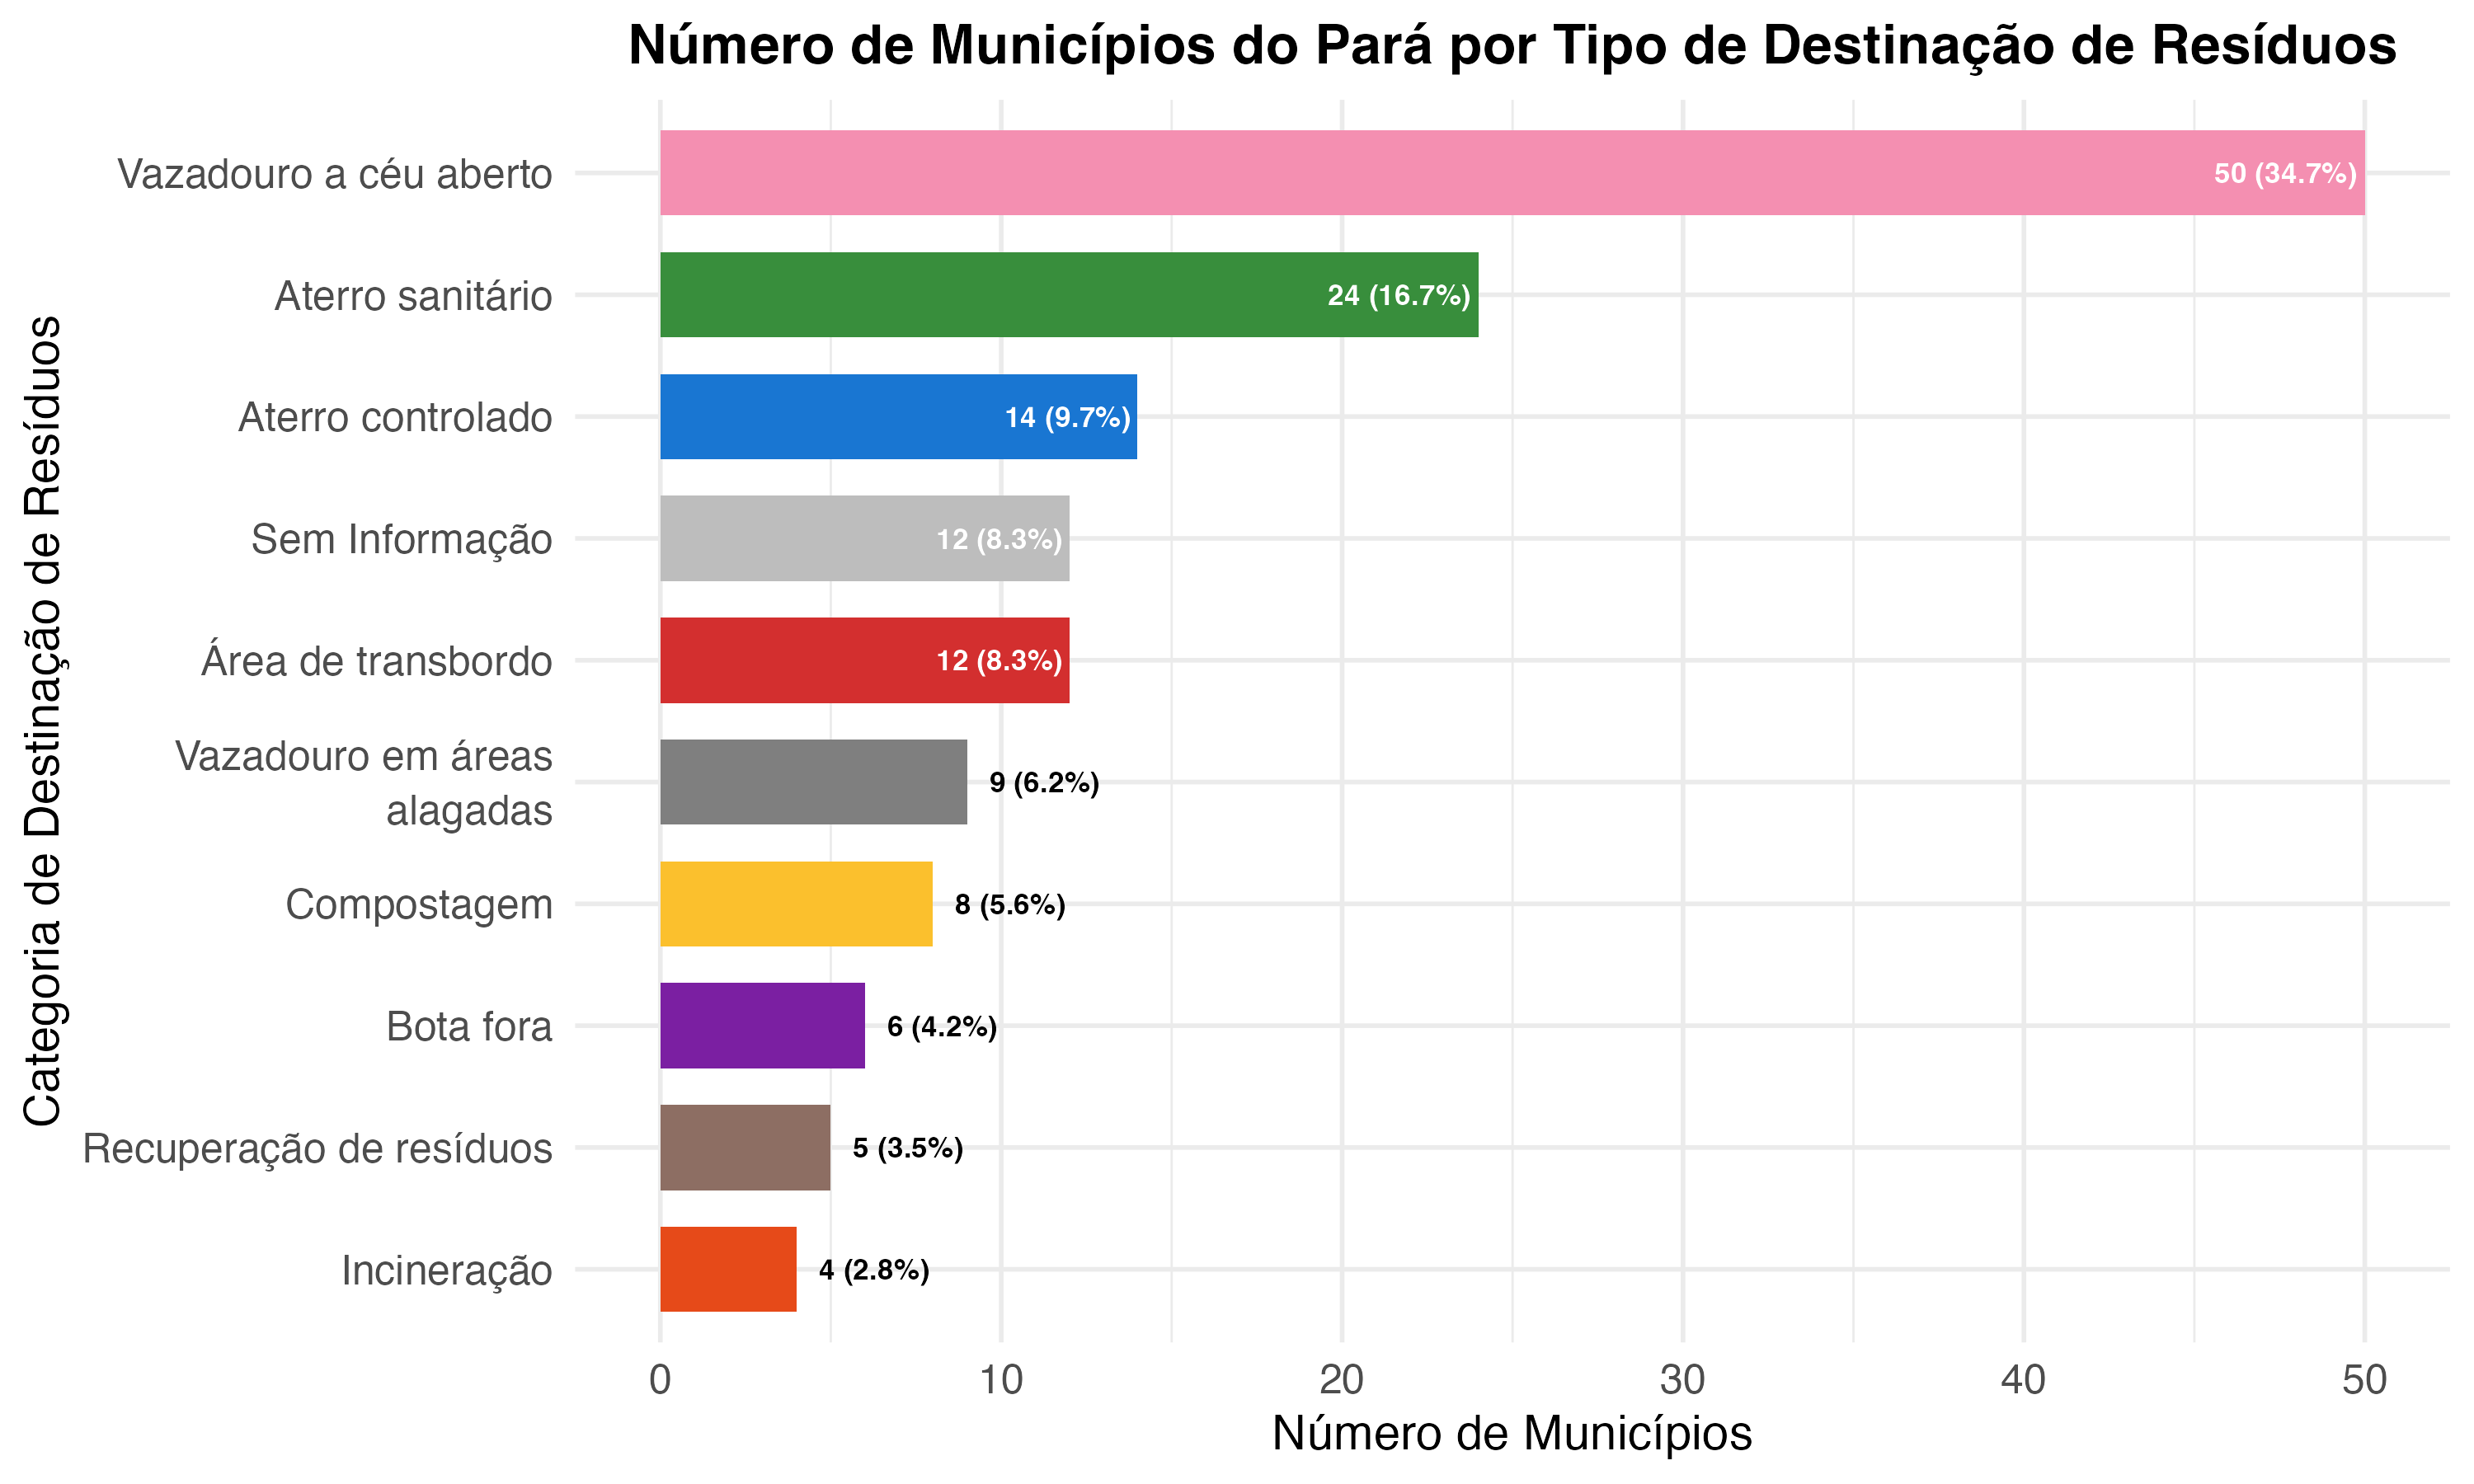 Número de Municípios do Pará por Tipo de Destinação de Resíduos
Categoria de Destinação de Resíduos
Vazadouro a céu aberto
50 (34.7%)
Aterro sanitário
24 (16.7%)
Aterro controlado
14 (9.7%)
Sem Informação
12 (8.3%)
Área de transbordo
12 (8.3%)
Vazadouro em áreas
alagadas
9 (6.2%)
Compostagem
8 (5.6%)
Bota fora
6 (4.2%)
Recuperação de resíduos
5 (3.5%)
Incineração
4 (2.8%)
0 10 20 30 40 50
Número de Municípios